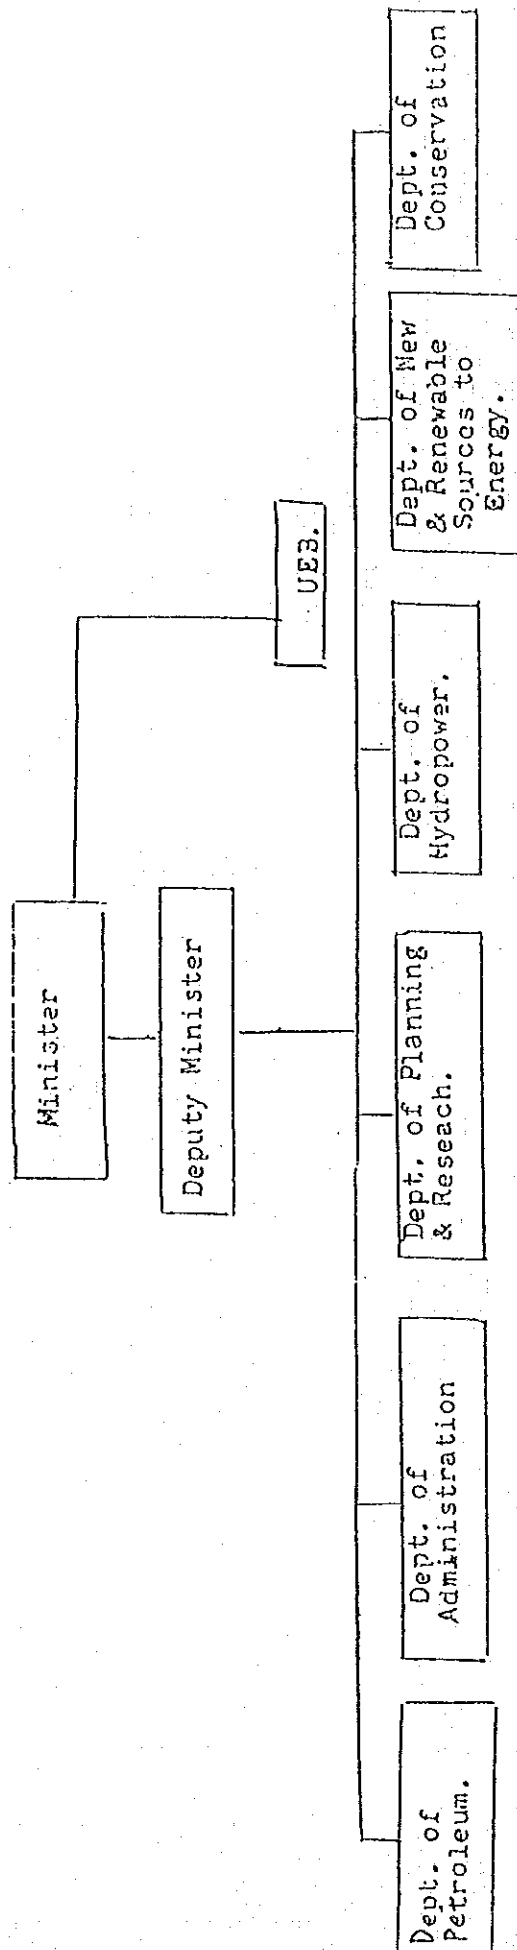 Minister
Deputy Minister
UEB.
Dept. of
Petroleum.
Dept. of
Administration
Dept. of Planning
& Reseach.
Dept. of
Hydropower.
Dept. of New
& Renewable
Sources to
Energy.
Dept. of
Conservation